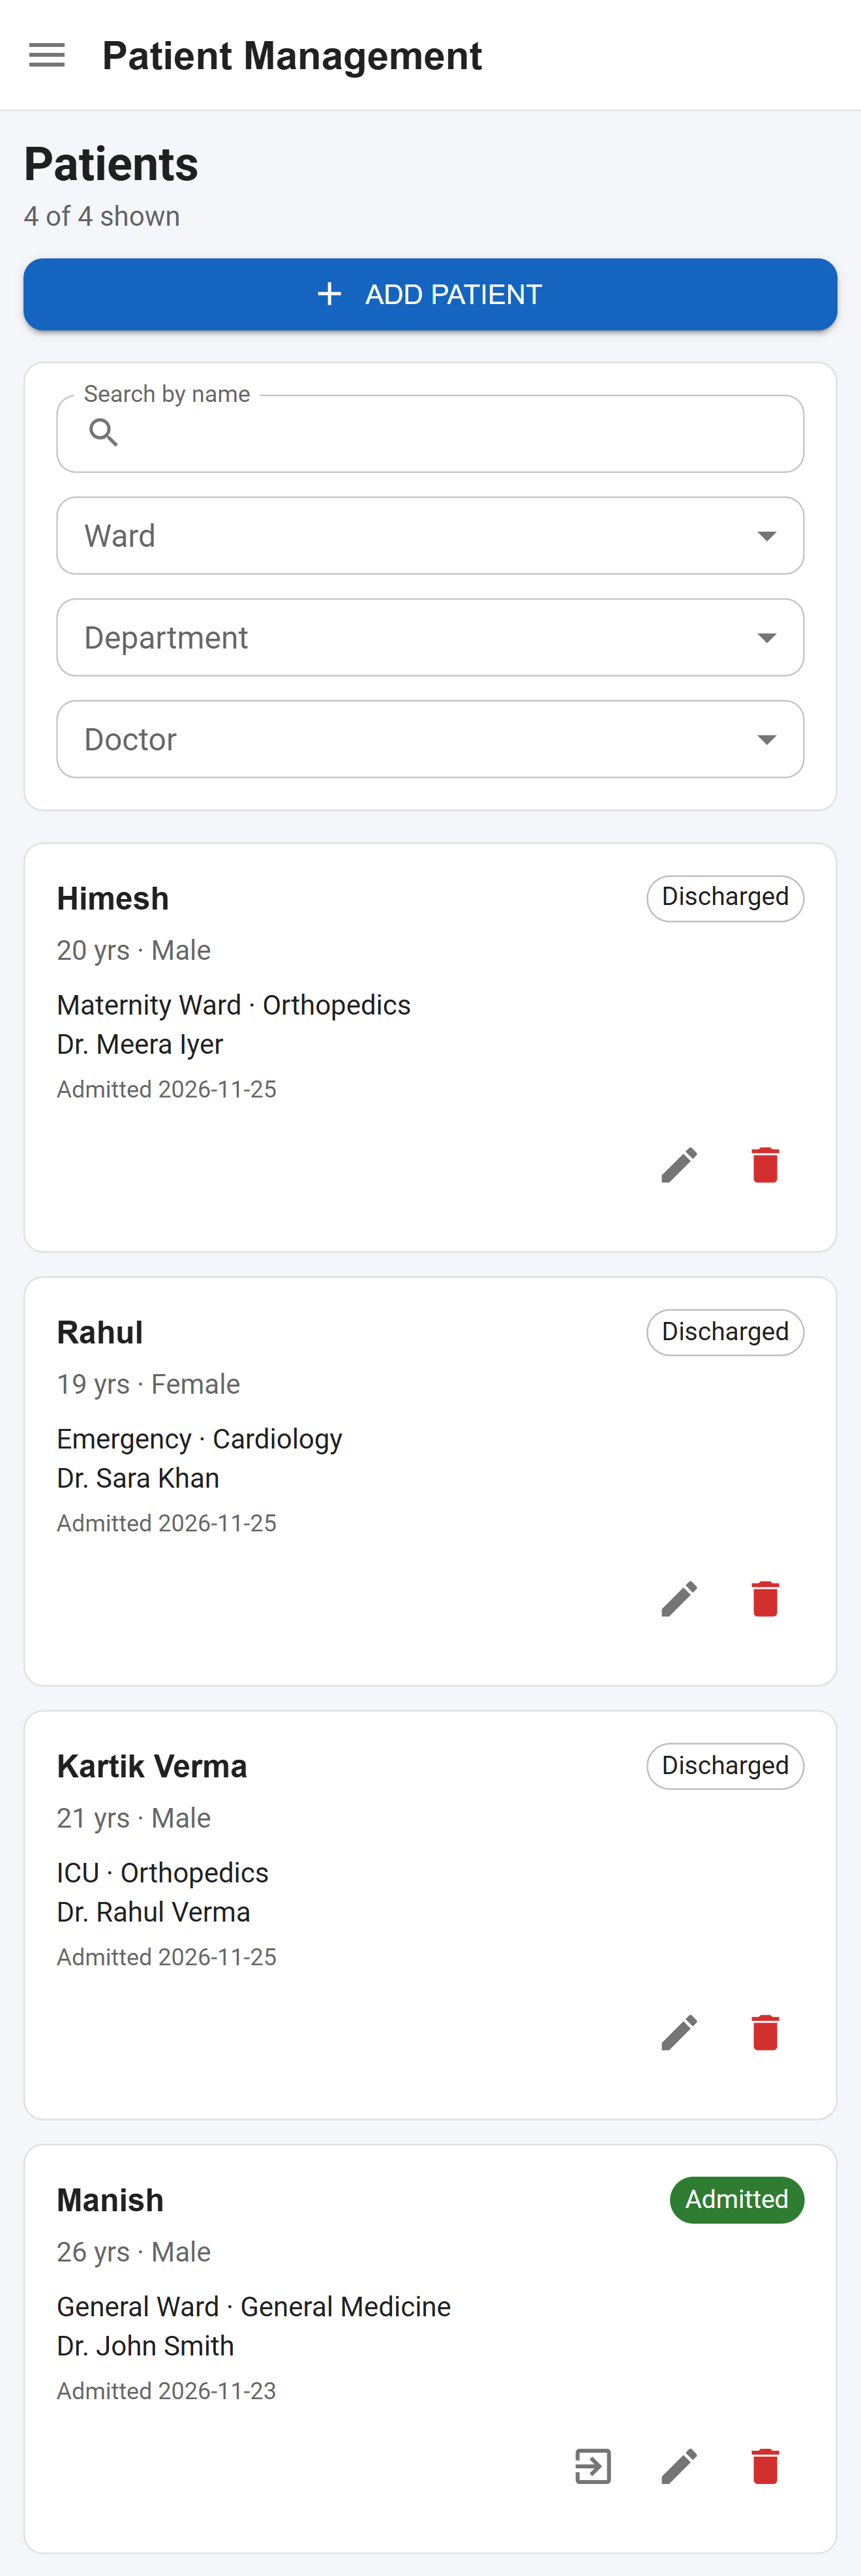 Patient Management
Patients
4 of 4 shown
ADD PATIENT
Search by name
Ward
Department
Doctor
Himesh
Discharged
20 yrs · Male
Maternity Ward · Orthopedics
Dr. Meera Iyer
Admitted 2026-11-25
Rahul
Discharged
19 yrs · Female
Emergency · Cardiology
Dr. Sara Khan
Admitted 2026-11-25
Kartik Verma
Discharged
21 yrs · Male
ICU · Orthopedics
Dr. Rahul Verma
Admitted 2026-11-25
Manish
Admitted
26 yrs · Male
General Ward · General Medicine
Dr. John Smith
Admitted 2026-11-23